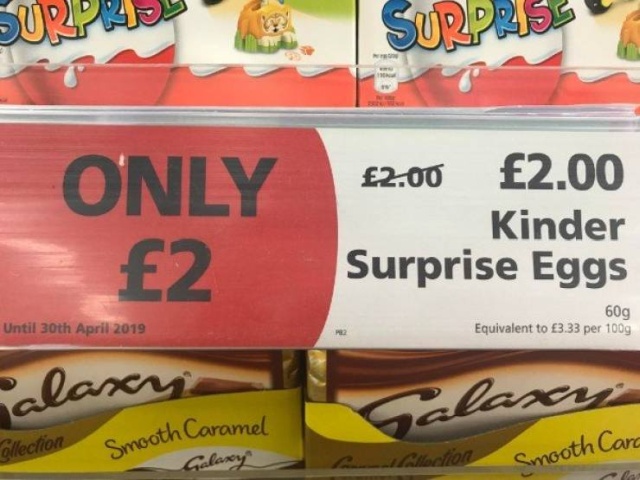 SURPRISE
SURPRISE
ONLY
£2
Until 30th April 2019
£2.00
£2.00
Kinder
Surprise Eggs
60g
Equivalent to £3.33 per 100g
Galaxy
Collection
Smooth Caramel
Galaxy
Galaxy
Caramel Collection
Smooth Cara